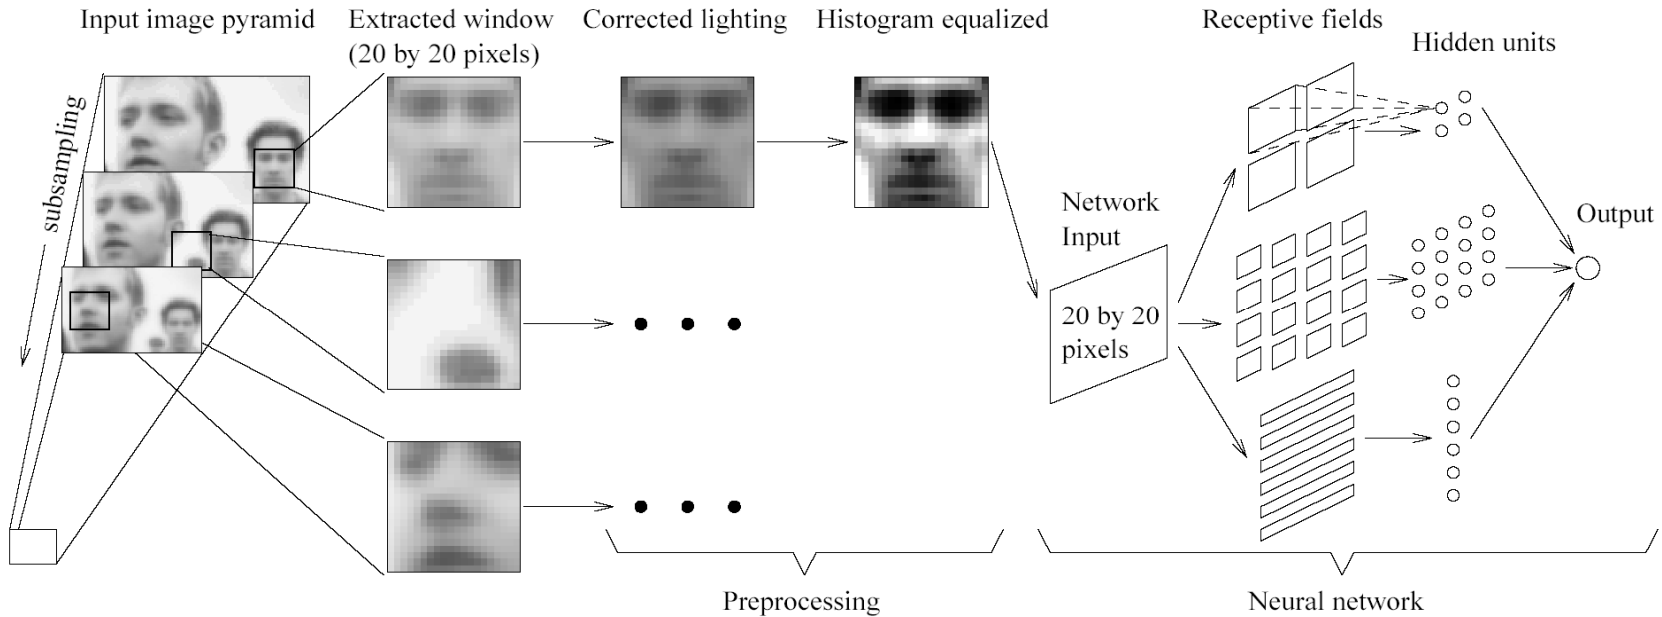 Input image pyramid
Extracted window
(20 by 20 pixels)
Corrected lighting
Histogram equalized
Receptive fields
Hidden units
subsampling
Network
Input
Output
20 by 20
pixels
Preprocessing
Neural network